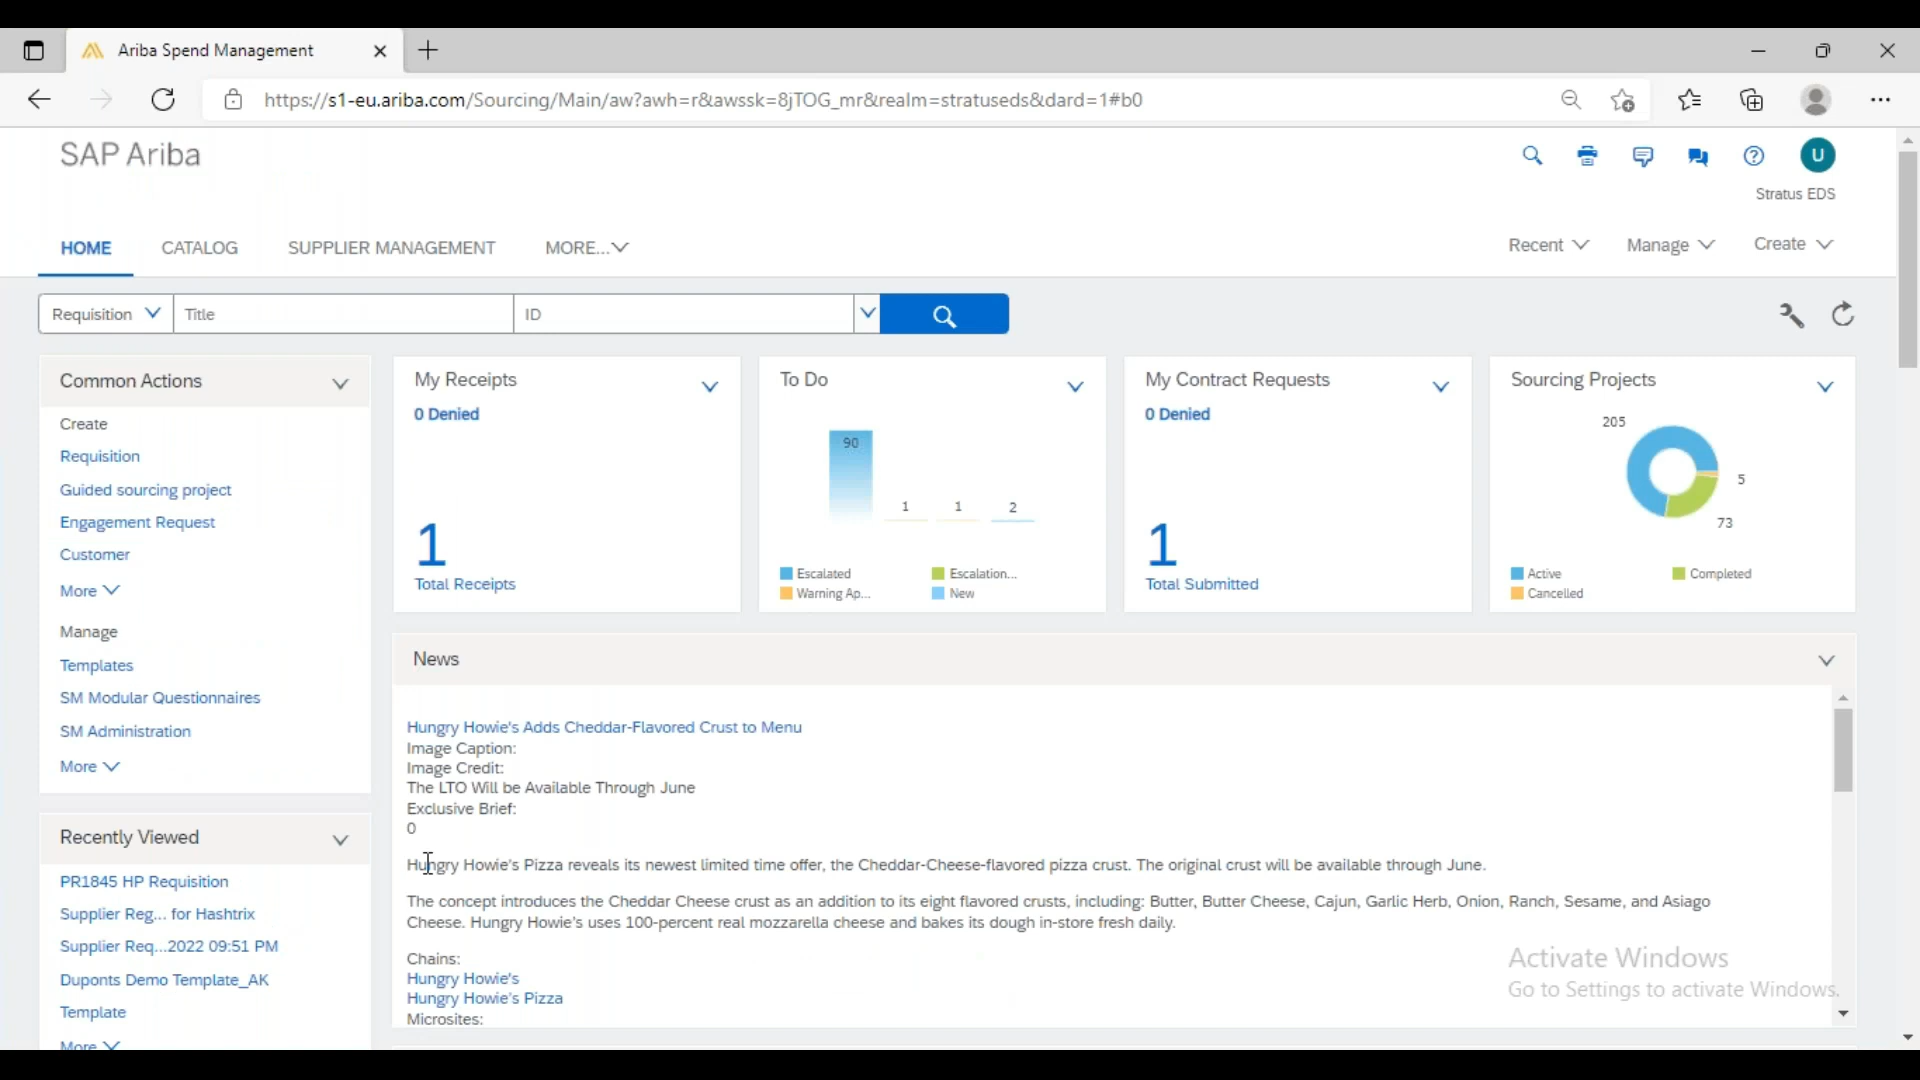 Ariba Spend Management
https://s1-eu.ariba.com/Sourcing/Main/aw?awh=r&awssk=8jTOG_mr&realm=stratuseds&dard=1#b0
SAP Ariba
U
Stratus EDS
HOME CATALOG SUPPLIER MANAGEMENT MORE...
Recent Manage Create
Requisition Title ID
Common Actions
Create
Requisition
Guided sourcing project
Engagement Request
Customer
More
Manage
Templates
SM Modular Questionnaires
SM Administration
More
Recently Viewed
PR1845 HP Requisition
Supplier Reg... for Hashtrix
Supplier Req...2022 09:51 PM
Duponts Demo Template_AK
Template
More
My Receipts
0 Denied
1
Total Receipts
To Do
90
1 1 2
Escalated Escalation...
Warning Ap... New
My Contract Requests
0 Denied
1
Total Submitted
Sourcing Projects
205
5
73
Active Completed
Cancelled
News
Hungry Howie's Adds Cheddar-Flavored Crust to Menu
Image Caption:
Image Credit:
The LTO Will be Available Through June
Exclusive Brief:
0
Hungry Howie's Pizza reveals its newest limited time offer, the Cheddar-Cheese-flavored pizza crust. The original crust will be available through June.
The concept introduces the Cheddar Cheese crust as an addition to its eight flavored crusts, including: Butter, Butter Cheese, Cajun, Garlic Herb, Onion, Ranch, Sesame, and Asiago
Cheese. Hungry Howie's uses 100-percent real mozzarella cheese and bakes its dough in-store fresh daily.
Chains:
Hungry Howie's
Hungry Howie's Pizza
Microsites:
Activate Windows
Go to Settings to activate Windows.